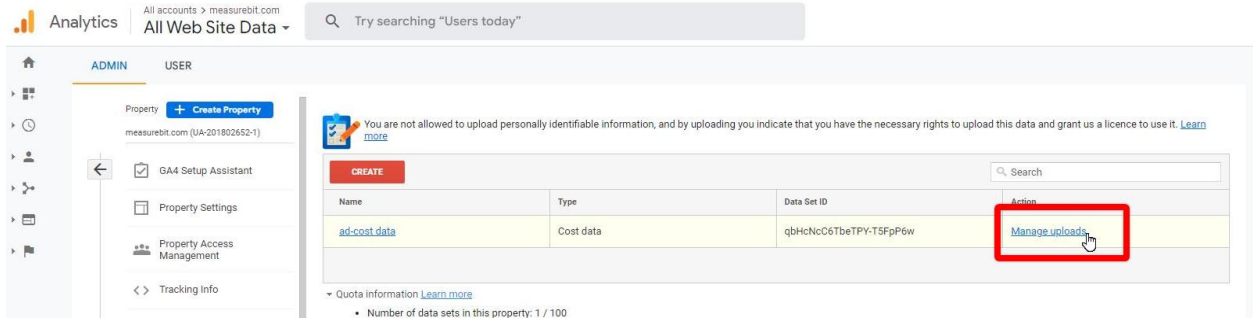 All accounts > measurebit.com
Analytics
All Web Site Data
Try searching "Users today"
ADMIN
USER
Property
+ Create Property
measurebit.com (UA-201802652-1)
GA4 Setup Assistant
Property Settings
Property Access
Management
< > Tracking Info
You are not allowed to upload personally identifiable information, and by uploading you indicate that you have the necessary rights to upload this data and grant us a licence to use it. Learn
more
CREATE
Search
Name
Type
Data Set ID
Action
ad-cost data
Cost data
qbHcNcC6TbeTPY-T5FpP6w
Manage uploads
Quota information Learn more
• Number of data sets in this property: 1 / 100